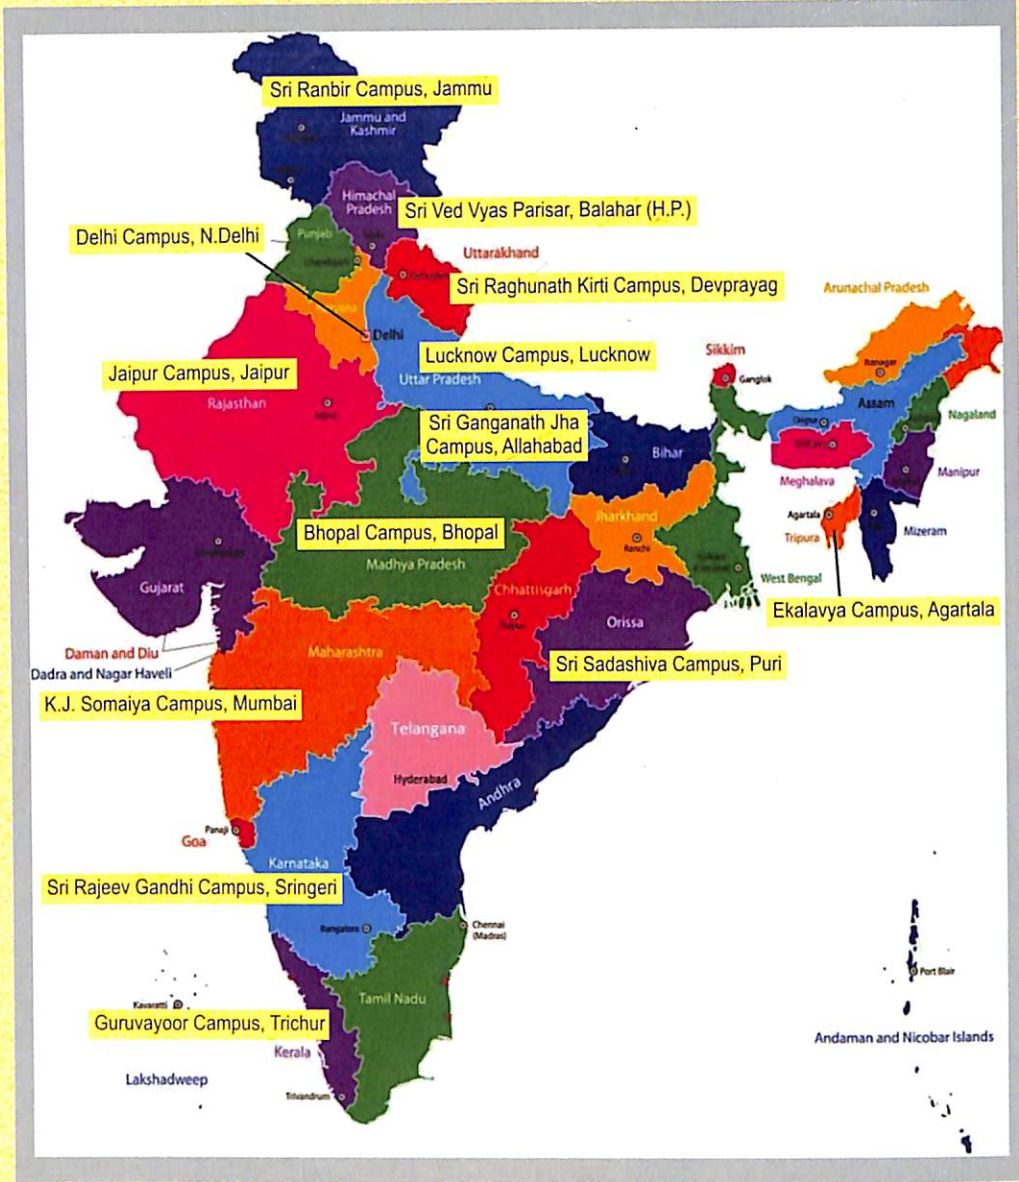 Sri Ranbir Campus, Jammu
Jammu and
Kashmir
Himachal
Pradesh
Sri Ved Vyas Parisar, Balahar (H.P.)
Punjab
Delhi Campus, N.Delhi
Chandigarh
Uttarakhand
Sri Raghunath Kirti Campus, Devprayag
Arunachal Pradesh
Delhi
Lucknow Campus, Lucknow
Sikkim
Jaipur Campus, Jaipur
Uttar Pradesh
Gangtok
Itanagar
Rajasthan
Assam
Nagaland
Sri Ganganath Jha
Campus, Allahabad
Bihar
Meghalava
Manipur
Jharkhand
Agartala
Tripura
Mizeram
Bhopal Campus, Bhopal
Ranchi
Madhya Pradesh
West Bengal
Gujarat
Chhattisgarh
Ekalavya Campus, Agartala
Orissa
Daman and Diu
Maharashtra
Dadra and Nagar Haveli
Sri Sadashiva Campus, Puri
K.J. Somaiya Campus, Mumbai
Telangana
Hyderabad
Andhra
Panaji
Goa
Karnataka
Sri Rajeev Gandhi Campus, Sringeri
Bangalore
Chennai
(Madras)
Port Blair
Tamil Nadu
Kavaratti
Guruvayoor Campus, Trichur
Kerala
Andaman and Nicobar Islands
Lakshadweep
Trivandrum